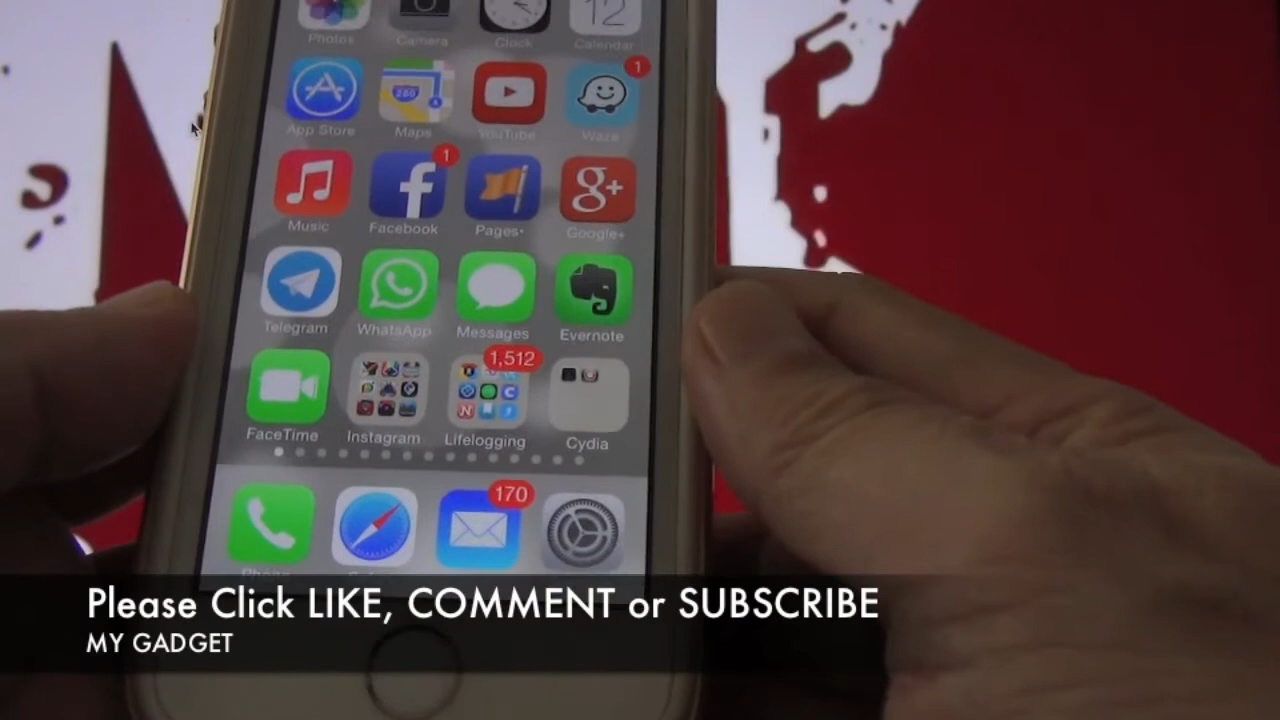 12
Photos Camera Clock Calendar
1
280
App Store Maps YouTube Waze
1
f
g+
Music Facebook Pages• Google+
Telegram WhatsApp Messages Evernote
1,512
N
FaceTime Instagram Lifelogging Cydia
170
Please Click LIKE, COMMENT or SUBSCRIBE
MY GADGET